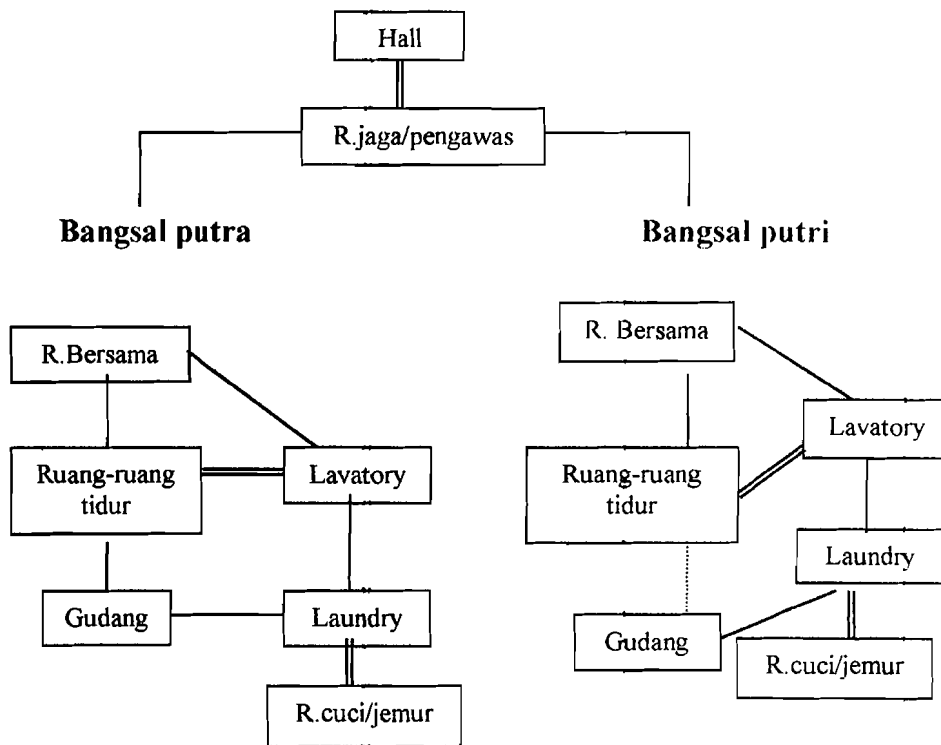 Hall
R.jaga/pengawas
Bangsal putra
Bangsal putri
R.Bersama
Ruang-ruang
tidur
Lavatory
Gudang
Laundry
R.cuci/jemur
R. Bersama
Lavatory
Ruang-ruang
tidur
Laundry
Gudang
R.cuci/jemur